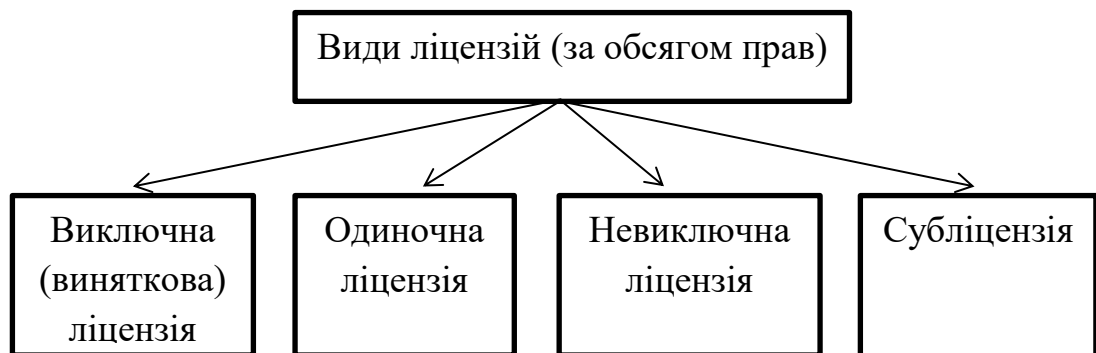 Види ліцензій (за обсягом прав)
Виключна
(виняткова)
ліцензія
Одиночна
ліцензія
Невиключна
ліцензія
Субліцензія